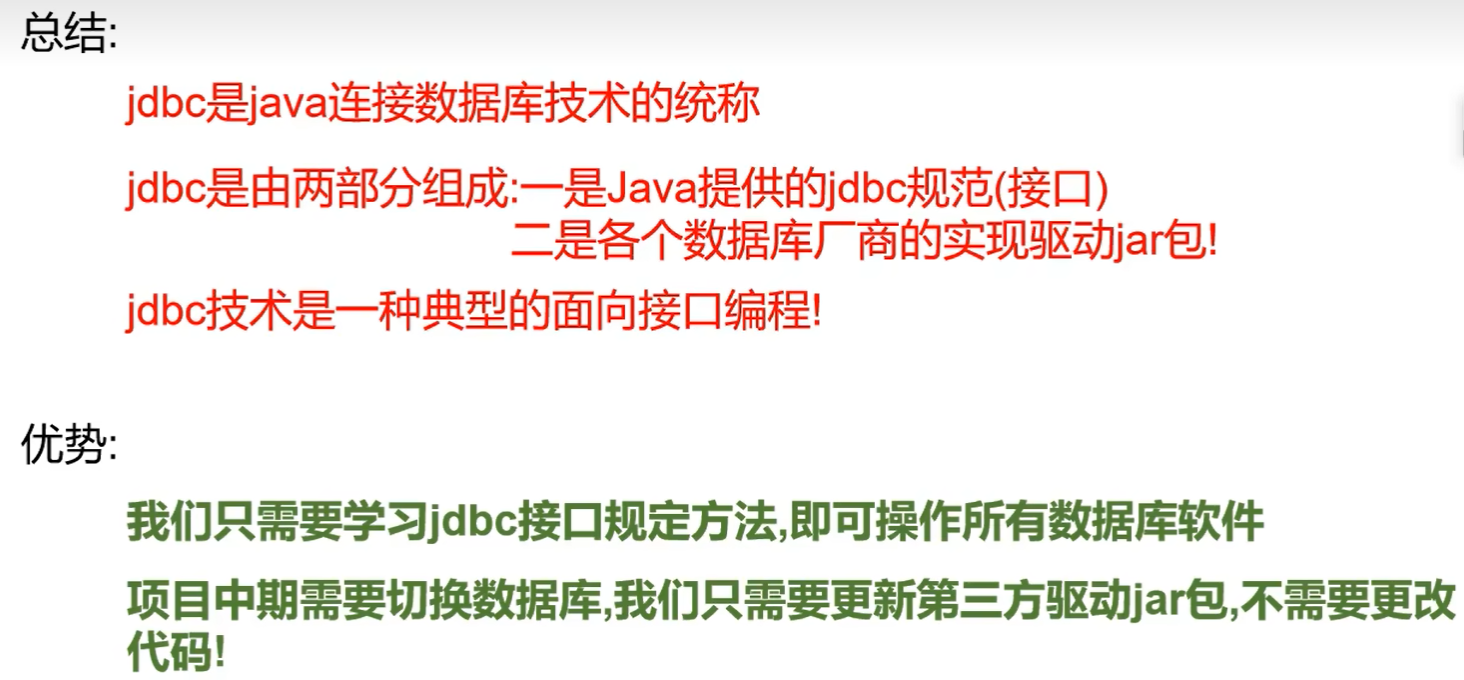 总结:
jdbc是java连接数据库技术的统称
jdbc是由两部分组成:一是Java提供的jdbc规范(接口)
二是各个数据库厂商的实现驱动jar包!
jdbc技术是一种典型的面向接口编程!
优势:
我们只需要学习jdbc接口规定方法,即可操作所有数据库软件
项目中期需要切换数据库,我们只需要更新第三方驱动jar包,不需要更改
代码!